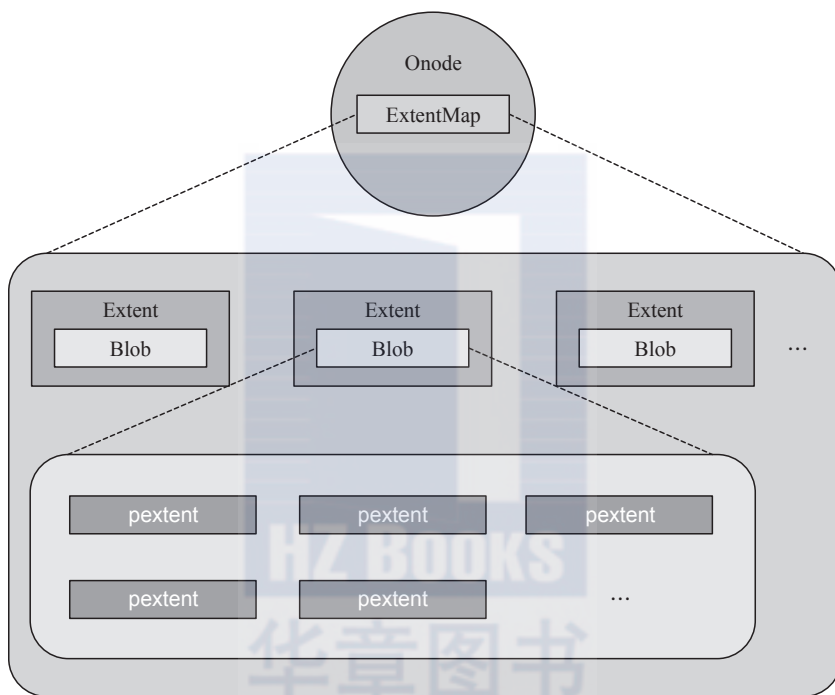 Onode
ExtentMap
Extent Extent Extent
Blob Blob Blob ...
pextent pextent pextent
HZ BOOKS
pextent pextent ...
华章图书